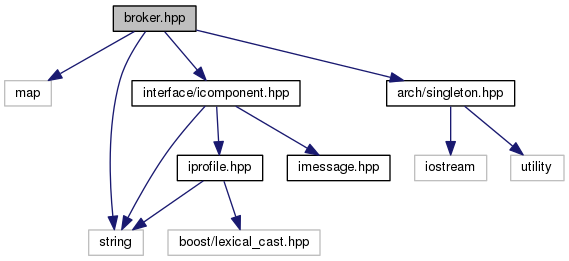 broker.hpp
map
interface/icomponent.hpp
arch/singleton.hpp
iprofile.hpp
imessage.hpp
iostream
utility
string
boost/lexical_cast.hpp